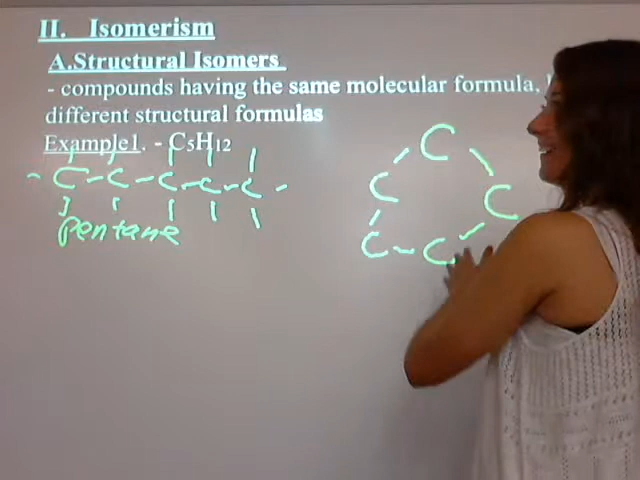 II. Isomerism
A.Structural Isomers
- compounds having the same molecular formula,
different structural formulas
Example1. - C5H12
- C - C - C - C - C -
pentane
C
C C
C - C